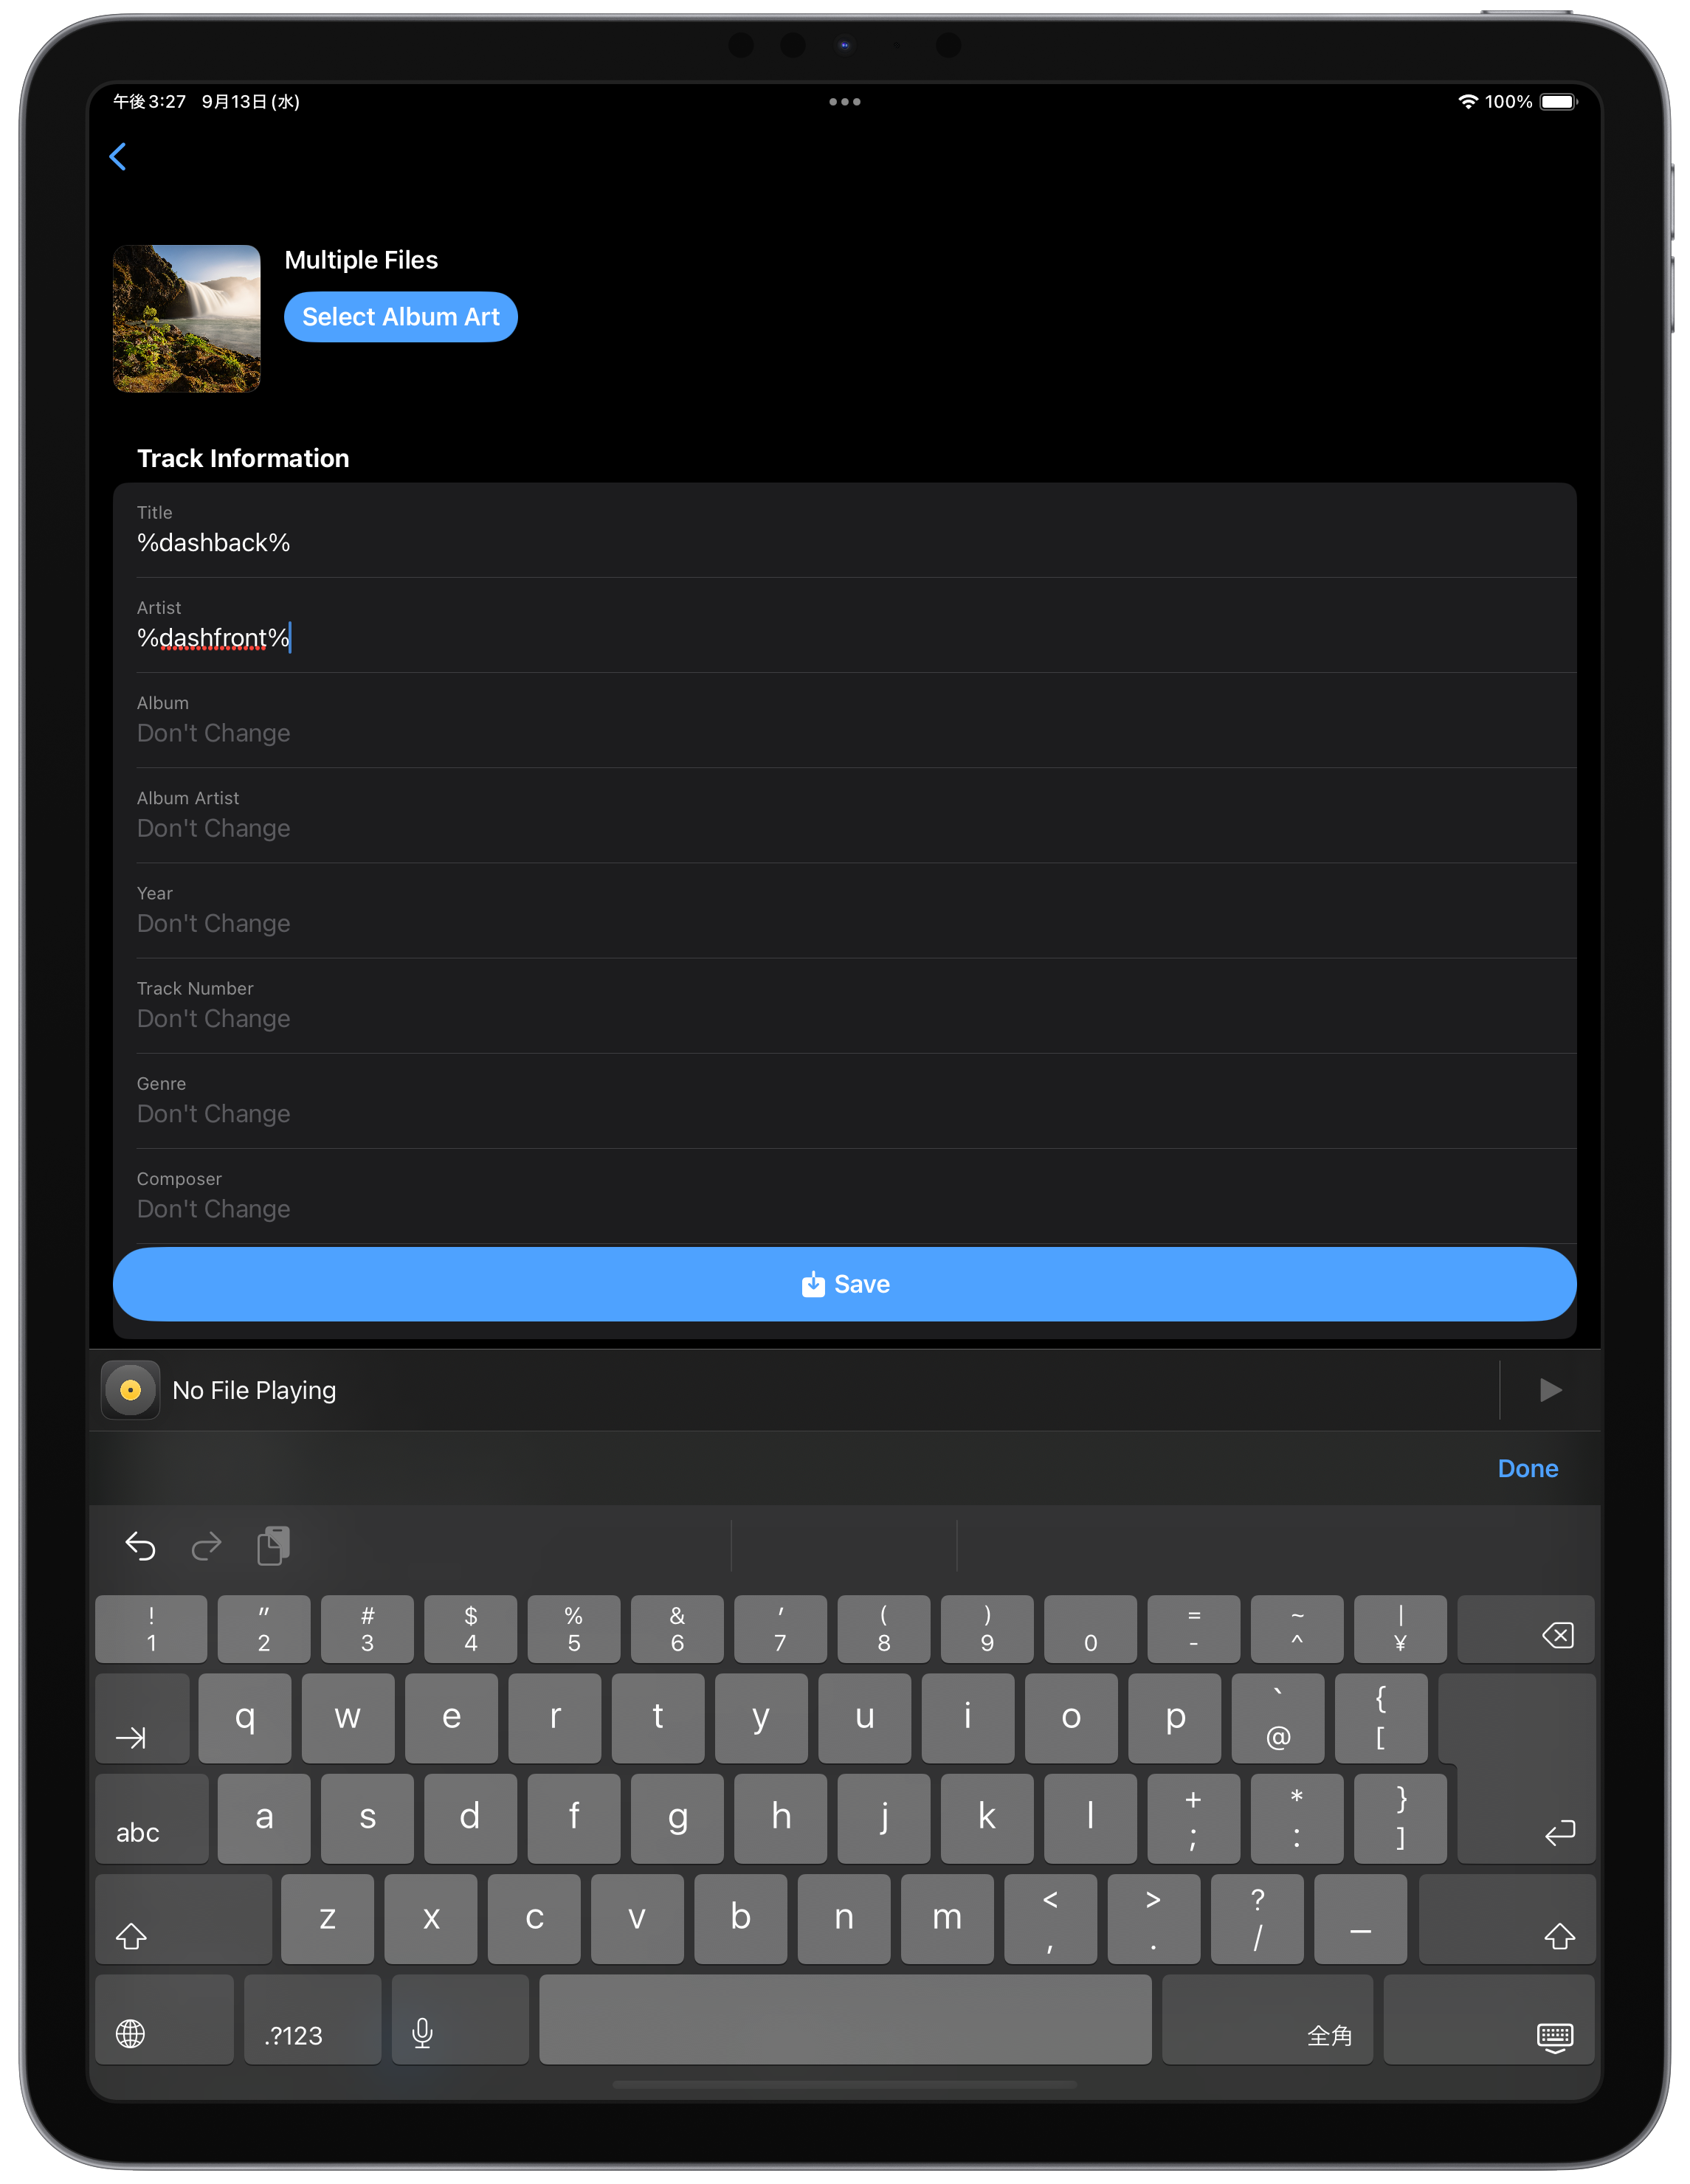 午後3:27 9月13日(水)
100%
Multiple Files
Select Album Art
Track Information
Title
%dashback%
Artist
%dashfront%
Album
Don't Change
Album Artist
Don't Change
Year
Don't Change
Track Number
Don't Change
Genre
Don't Change
Composer
Don't Change
Save
No File Playing
Done
! " # $ % & ' ( ) = ~ |
1 2 3 4 5 6 7 8 9 0 - ^ ¥
q w e r t y u i o p ` @ { [
abc a s d f g h j k l + ; * : } ]
z x c v b n m < , > . ? / _
.?123 全角